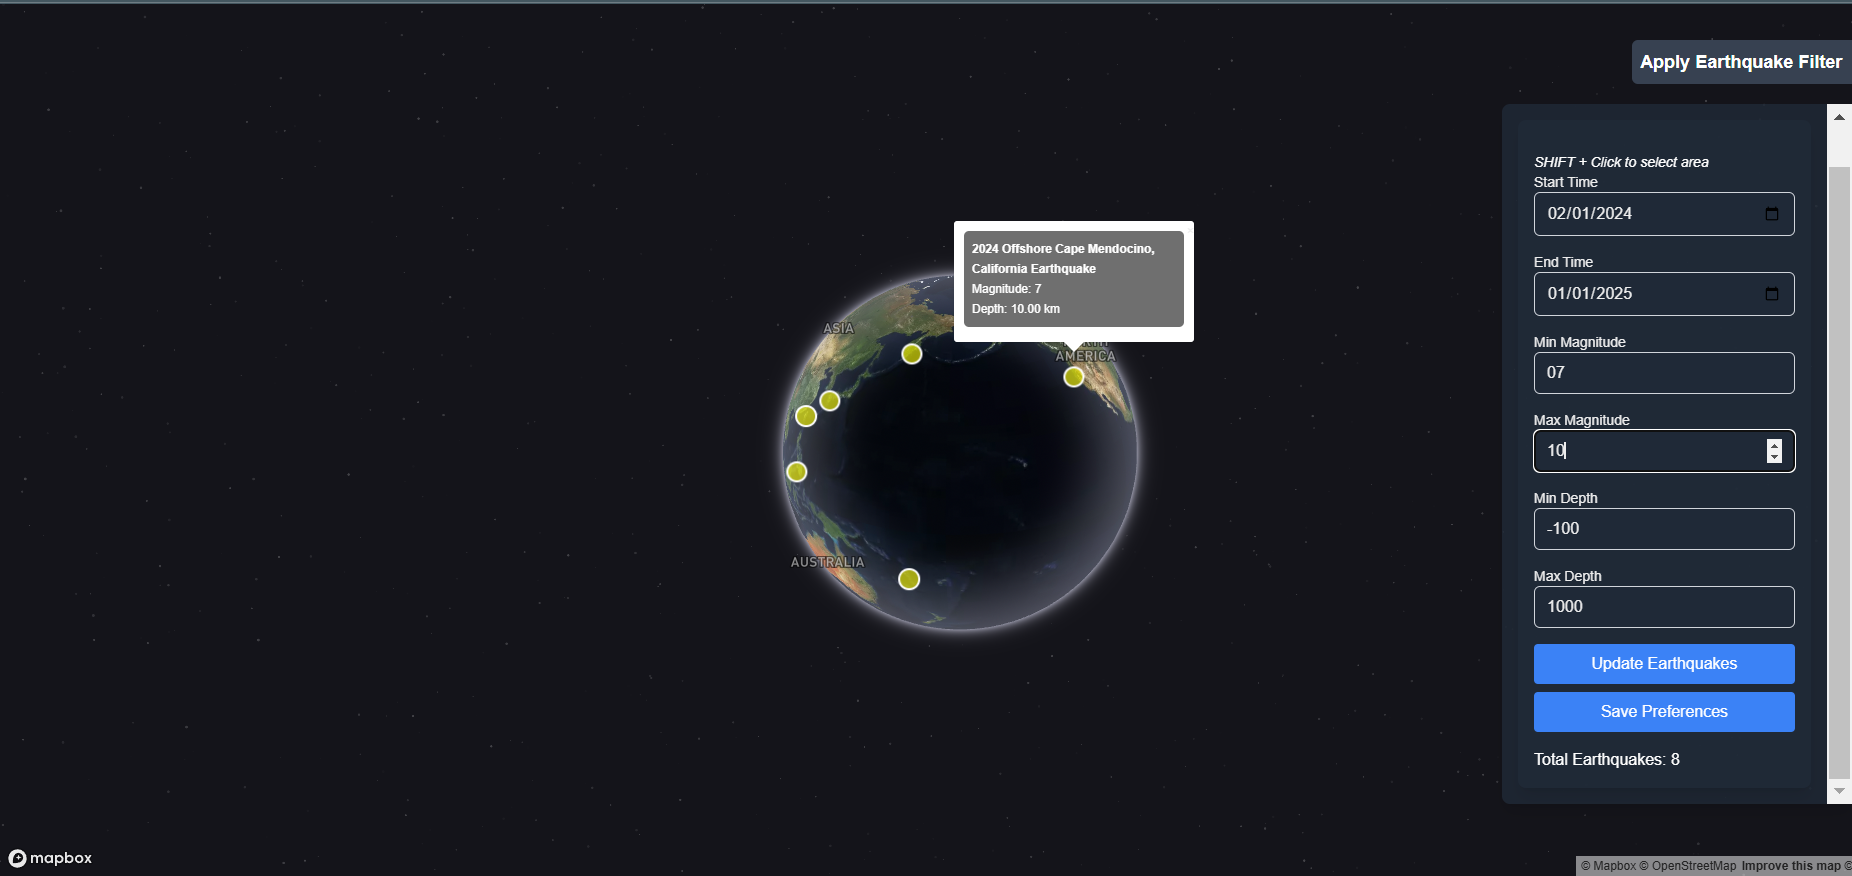 Apply Earthquake Filter
SHIFT + Click to select area
Start Time
02/01/2024
End Time
01/01/2025
Min Magnitude
07
Max Magnitude
10
Min Depth
-100
Max Depth
1000
Update Earthquakes
Save Preferences
Total Earthquakes: 8
2024 Offshore Cape Mendocino,
California Earthquake
Magnitude: 7
Depth: 10.00 km
ASIA
AMERICA
AUSTRALIA
mapbox
© Mapbox © OpenStreetMap Improve this map ©